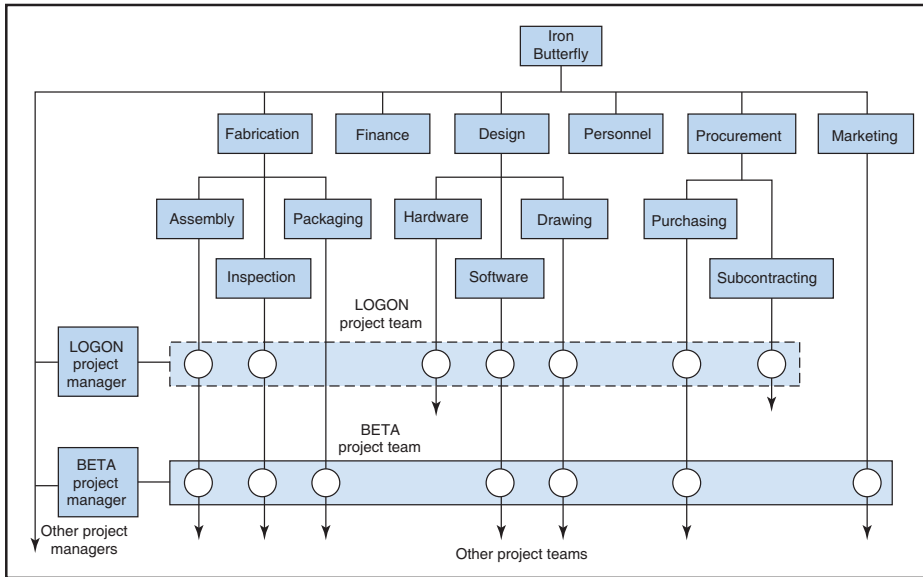 Iron
Butterfly
Fabrication
Finance
Design
Personnel
Procurement
Marketing
Assembly
Packaging
Hardware
Drawing
Purchasing
Inspection
Software
Subcontracting
LOGON
project team
LOGON
project
manager
BETA
project team
BETA
project
manager
Other project
managers
Other project teams